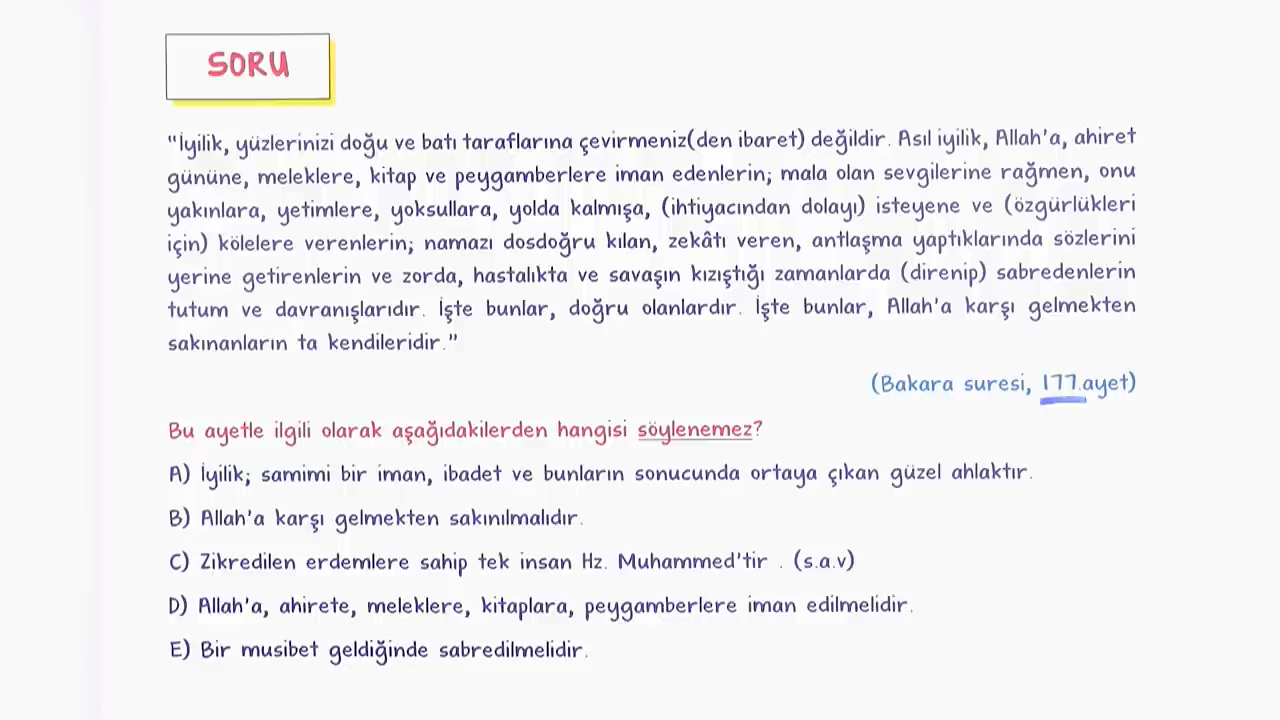 SORU
"İyilik, yüzlerinizi doğu ve batı taraflarına çevirmeniz(den ibaret) değildir. Asıl iyilik, Allah'a, ahiret
gününe, meleklere, kitap ve peygamberlere iman edenlerin; mala olan sevgilerine rağmen, onu
yakınlara, yetimlere, yoksullara, yolda kalmışa, (ihtiyacından dolayı) isteyene ve (özgürlükleri
için) kölelere verenlerin; namazı dosdoğru kılan, zekâtı veren, antlaşma yaptıklarında sözlerini
yerine getirenlerin ve zorda, hastalıkta ve savaşın kızıştığı zamanlarda (direnip) sabredenlerin
tutum ve davranışlarıdır. İşte bunlar, doğru olanlardır. İşte bunlar, Allah'a karşı gelmekten
sakınanların ta kendileridir."
(Bakara suresi, 177.ayet)
Bu ayetle ilgili olarak aşağıdakilerden hangisi söylenemez?
A) İyilik; samimi bir iman, ibadet ve bunların sonucunda ortaya çıkan güzel ahlaktır.
B) Allah'a karşı gelmekten sakınılmalıdır.
C) Zikredilen erdemlere sahip tek insan Hz. Muhammed'tir . (s.a.v)
D) Allah'a, ahirete, meleklere, kitaplara, peygamberlere iman edilmelidir.
E) Bir musibet geldiğinde sabredilmelidir.